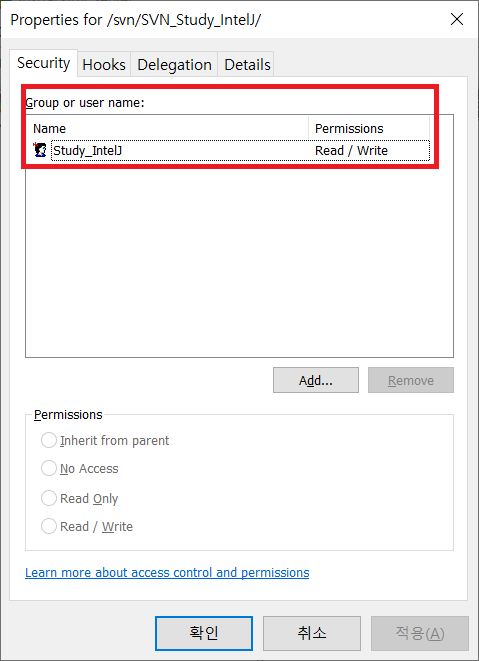 Properties for /svn/SVN_Study_IntelJ/
Security Hooks Delegation Details
Group or user name:
Name Permissions
Study_IntelJ Read / Write
Add... Remove
Permissions
Inherit from parent
No Access
Read Only
Read / Write
Learn more about access control and permissions
확인 취소 적용(A)